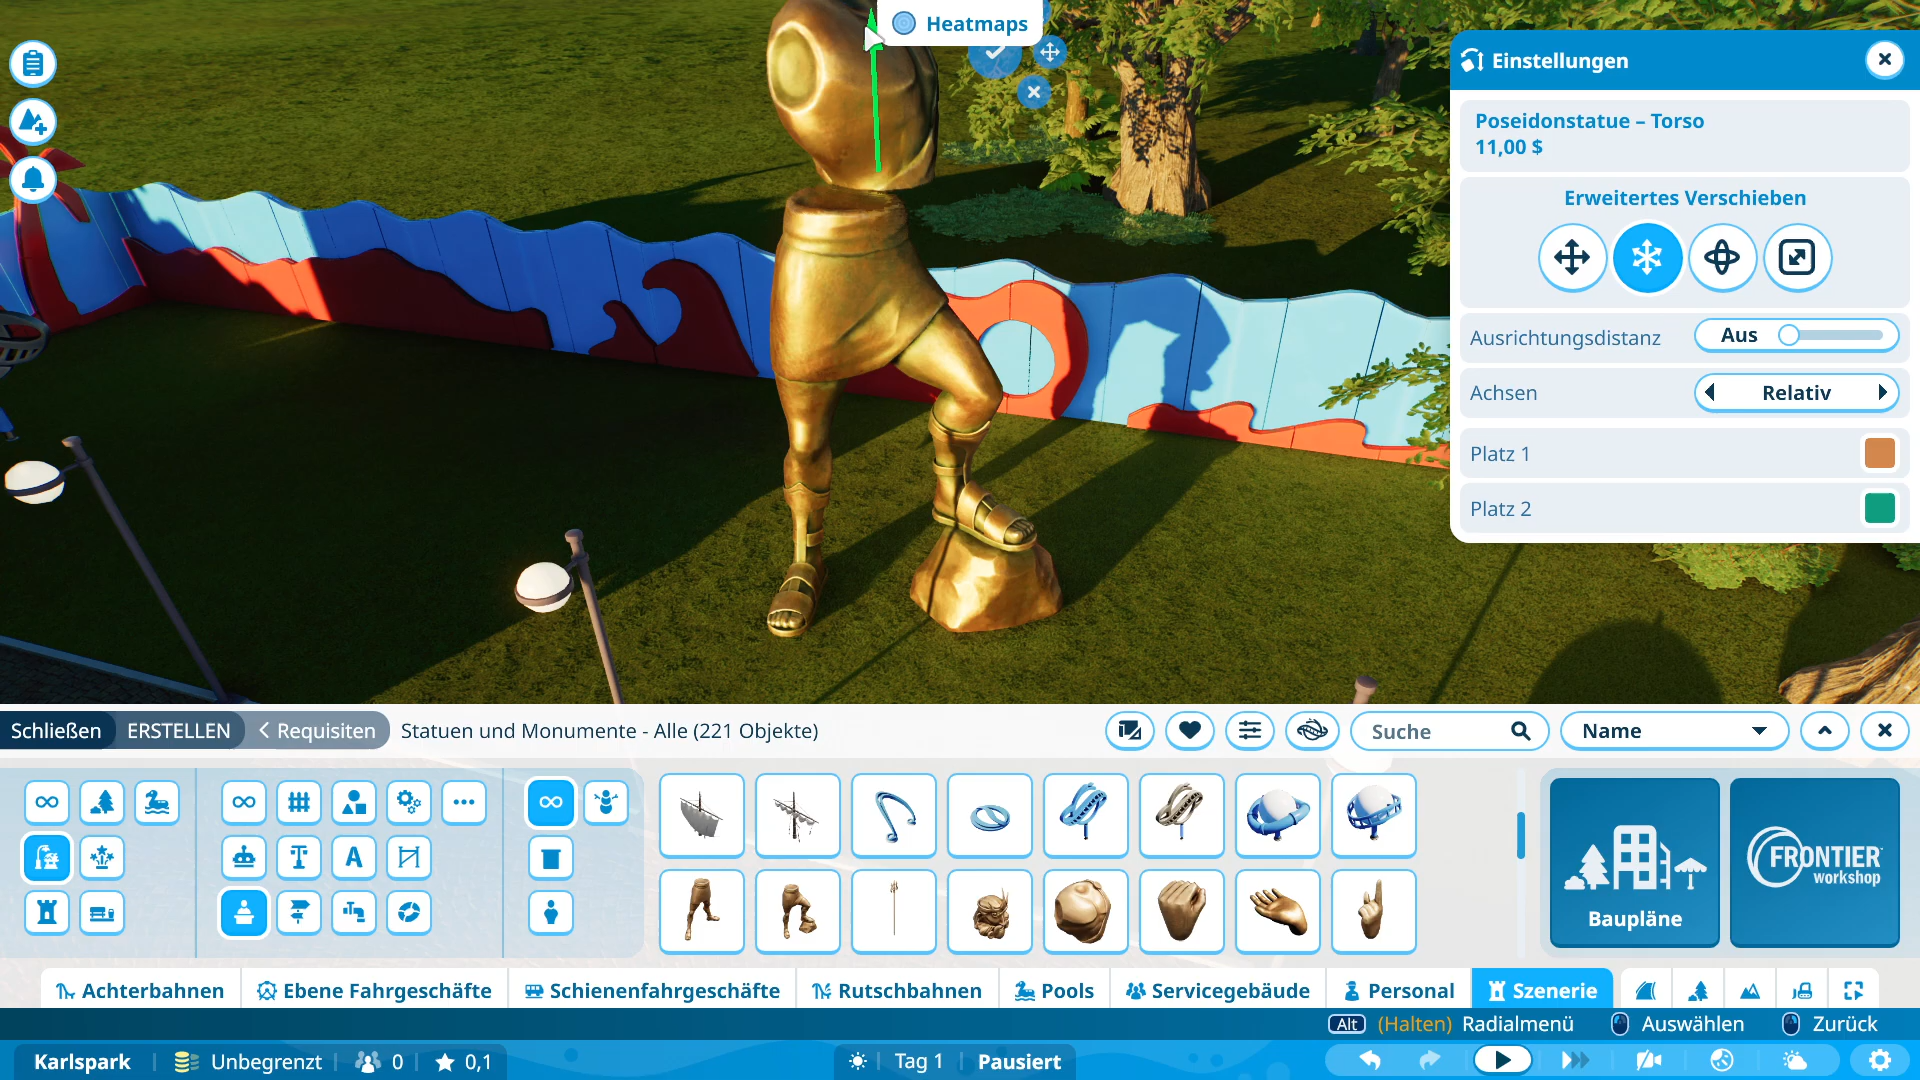 Heatmaps
Einstellungen
Poseidonstatue – Torso
11,00 $
Erweitertes Verschieben
Ausrichtungsdistanz
Aus
Achsen
Relativ
Platz 1
Platz 2
Schließen
ERSTELLEN
Requisiten
Statuen und Monumente - Alle (221 Objekte)
Suche
Name
A
Baupläne
FRONTIER
workshop
Achterbahnen
Ebene Fahrgeschäfte
Schienenfahrgeschäfte
Rutschbahnen
Pools
Servicegebäude
Personal
Szenerie
Alt (Halten) Radialmenü
Auswählen
Zurück
Karlspark
Unbegrenzt
0
0,1
Tag 1
Pausiert